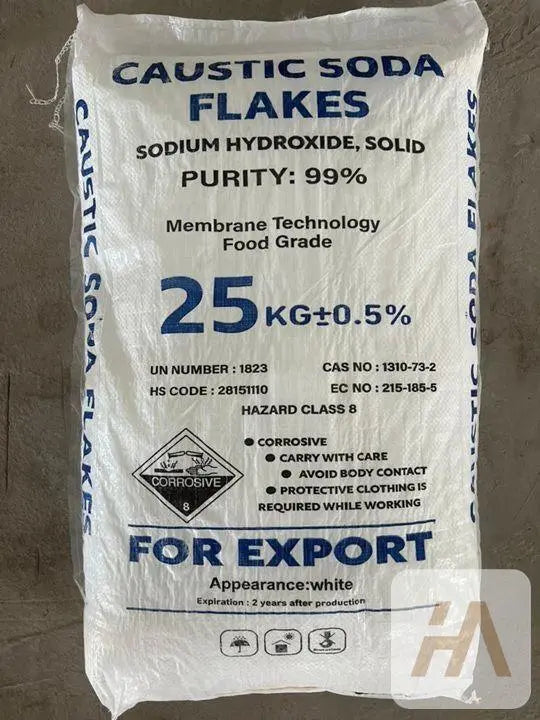 CAUSTIC SODA
FLAKES
SODIUM HYDROXIDE, SOLID
PURITY: 99%
Membrane Technology
Food Grade
25 KG±0.5%
UN NUMBER : 1823
CAS NO : 1310-73-2
HS CODE : 28151110
EC NO : 215-185-5
HAZARD CLASS 8
CORROSIVE
8
● CORROSIVE
● CARRY WITH CARE
● AVOID BODY CONTACT
● PROTECTIVE CLOTHING IS
REQUIRED WHILE WORKING
FOR EXPORT
Appearance:white
Expiration : 2 years after production
CAUSTIC SODA FLAKES
CAUSTIC SODA FLAKES
HA